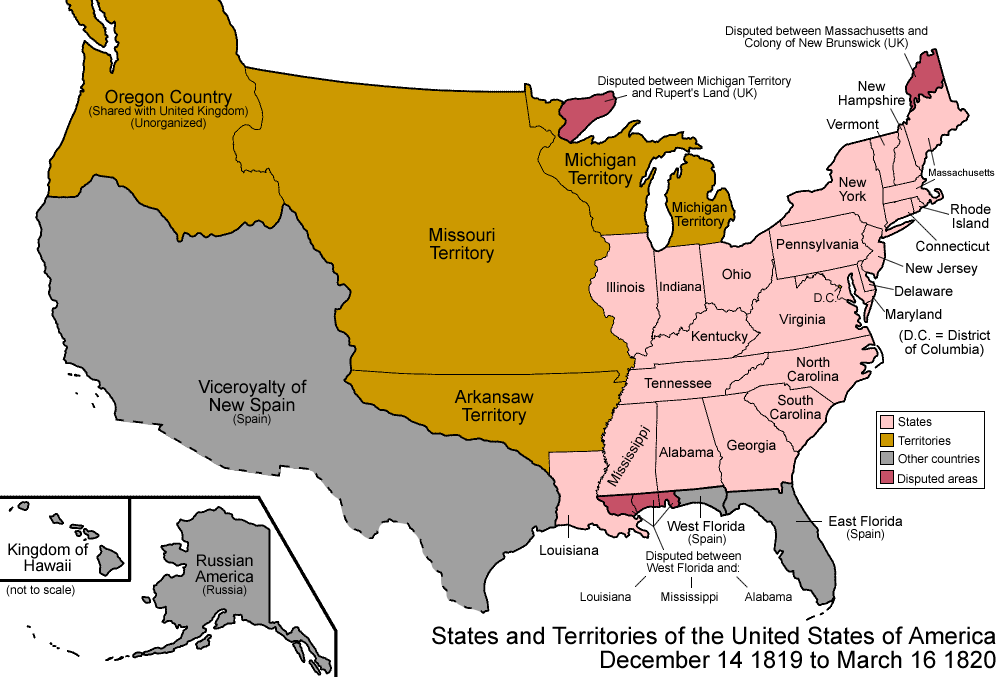 Disputed between Massachusetts and
Colony of New Brunswick (UK)
Disputed between Michigan Territory
and Rupert's Land (UK)
Oregon Country
(Shared with United Kingdom)
(Unorganized)
New
Hampshire
Vermont
Michigan
Territory
Massachusetts
New
York
Michigan
Territory
Rhode
Island
Missouri
Territory
Pennsylvania
Connecticut
Ohio
New Jersey
Illinois
Indiana
D.C.
Delaware
Maryland
Virginia
(D.C. = District
of Columbia)
Kentucky
North
Carolina
Tennessee
Viceroyalty of
New Spain
(Spain)
Arkansaw
Territory
South
Carolina
States
Territories
Other countries
Disputed areas
Mississippi
Alabama
Georgia
West Florida
(Spain)
East Florida
(Spain)
Louisiana
Disputed between
West Florida and:
Louisiana
Mississippi
Alabama
Kingdom of
Hawaii
(not to scale)
Russian
America
(Russia)
States and Territories of the United States of America
December 14 1819 to March 16 1820